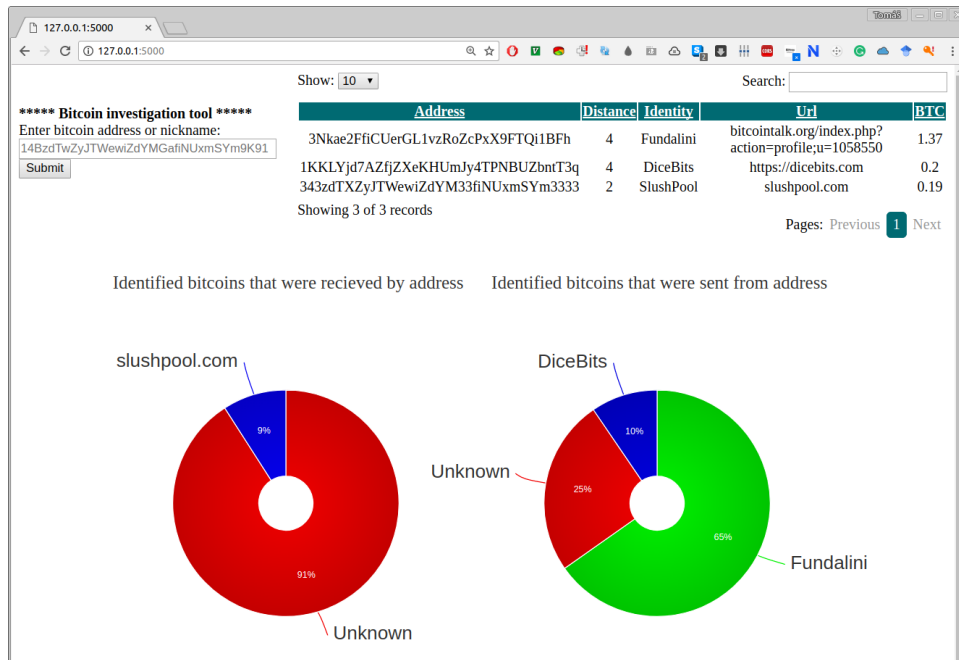 Tomáš
127.0.0.1:5000
127.0.0.1:5000
Show: 10
Search:
***** Bitcoin investigation tool *****
Enter bitcoin address or nickname:
14BzdTwZyJTWewiZdYMGafiNUxmSYm9K91
Submit
Address Distance Identity Url BTC
3Nkae2FfiCUerGL1vzRoZcPxX9FTQi1BFh 4 Fundalini bitcointalk.org/index.php?action=profile;u=1058550 1.37
1KKLYjd7AZfjZXeKHUmJy4TPNBUZbntT3q 4 DiceBits https://dicebits.com 0.2
343zdTXZyJTWewiZdYM33fiNUxmSYm3333 2 SlushPool slushpool.com 0.19
Showing 3 of 3 records
Pages: Previous 1 Next
Identified bitcoins that were recieved by address
Identified bitcoins that were sent from address
slushpool.com
9%
91%
Unknown
DiceBits
10%
Unknown
25%
65%
Fundalini